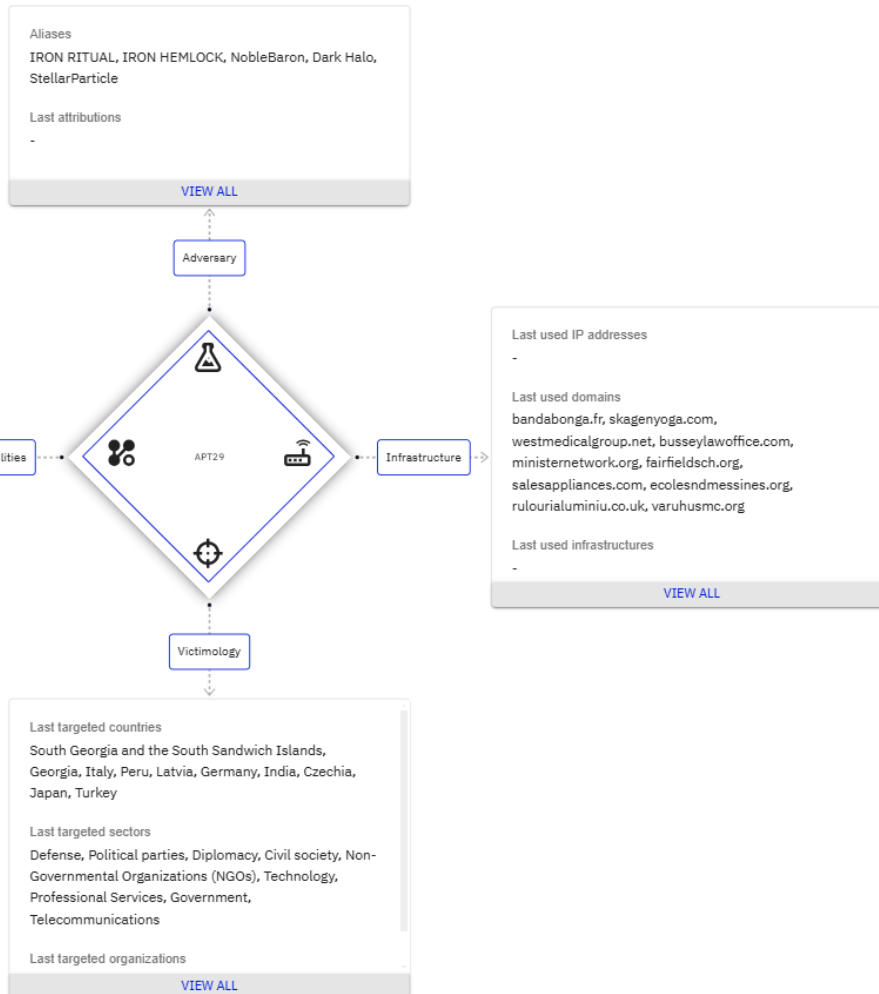 Aliases
IRON RITUAL, IRON HEMLOCK, NobleBaron, Dark Halo,
StellarParticle
Last attributions
-
VIEW ALL
Adversary
lities
APT29
Infrastructure
Last used IP addresses
-
Last used domains
bandabonga.fr, skagenyoga.com,
westmedicalgroup.net, busseylawoffice.com,
ministernetwork.org, fairfieldsch.org,
salesappliances.com, ecolesndmessines.org,
rulourialuminiu.co.uk, varuhusmc.org
Last used infrastructures
-
VIEW ALL
Victimology
Last targeted countries
South Georgia and the South Sandwich Islands,
Georgia, Italy, Peru, Latvia, Germany, India, Czechia,
Japan, Turkey
Last targeted sectors
Defense, Political parties, Diplomacy, Civil society, Non-
Governmental Organizations (NGOs), Technology,
Professional Services, Government,
Telecommunications
Last targeted organizations
VIEW ALL